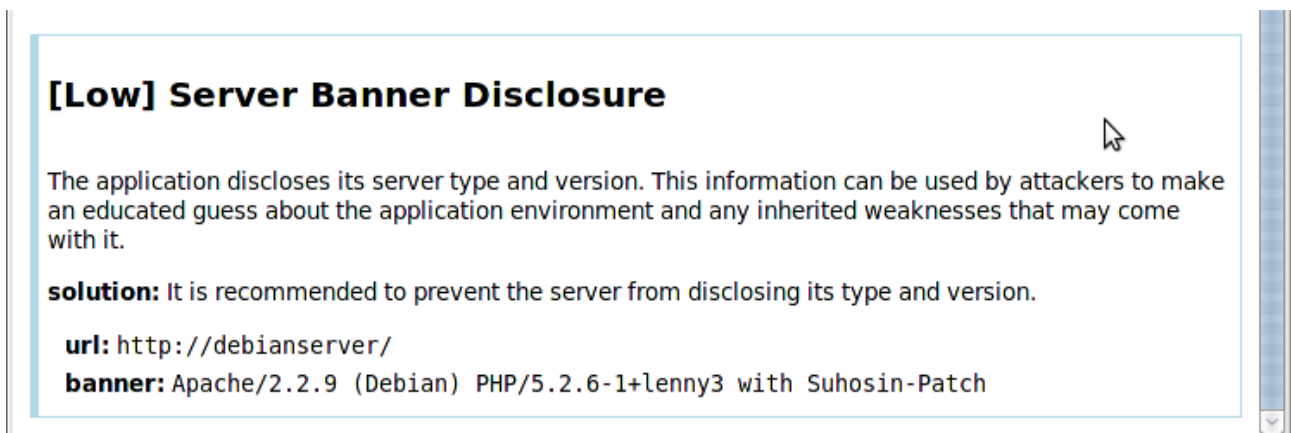 [Low] Server Banner Disclosure
The application discloses its server type and version. This information can be used by attackers to make
an educated guess about the application environment and any inherited weaknesses that may come
with it.
solution: It is recommended to prevent the server from disclosing its type and version.
url: http://debianserver/
banner: Apache/2.2.9 (Debian) PHP/5.2.6-1+lenny3 with Suhosin-Patch